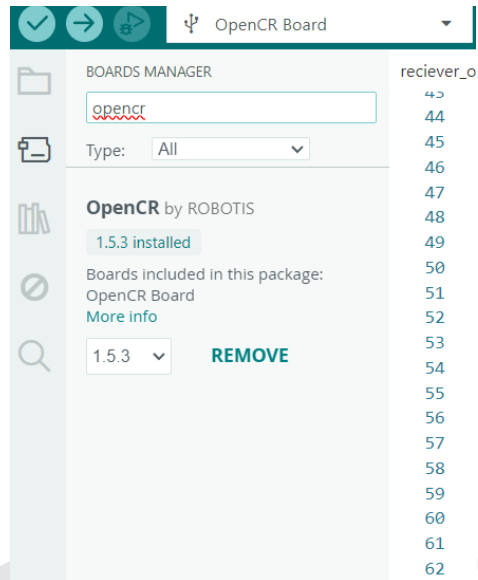 OpenCR Board
BOARDS MANAGER
opencr
Type: All
OpenCR by ROBOTIS
1.5.3 installed
Boards included in this package:
OpenCR Board
More info
1.5.3 REMOVE
reciever_o
43
44
45
46
47
48
49
50
51
52
53
54
55
56
57
58
59
60
61
62